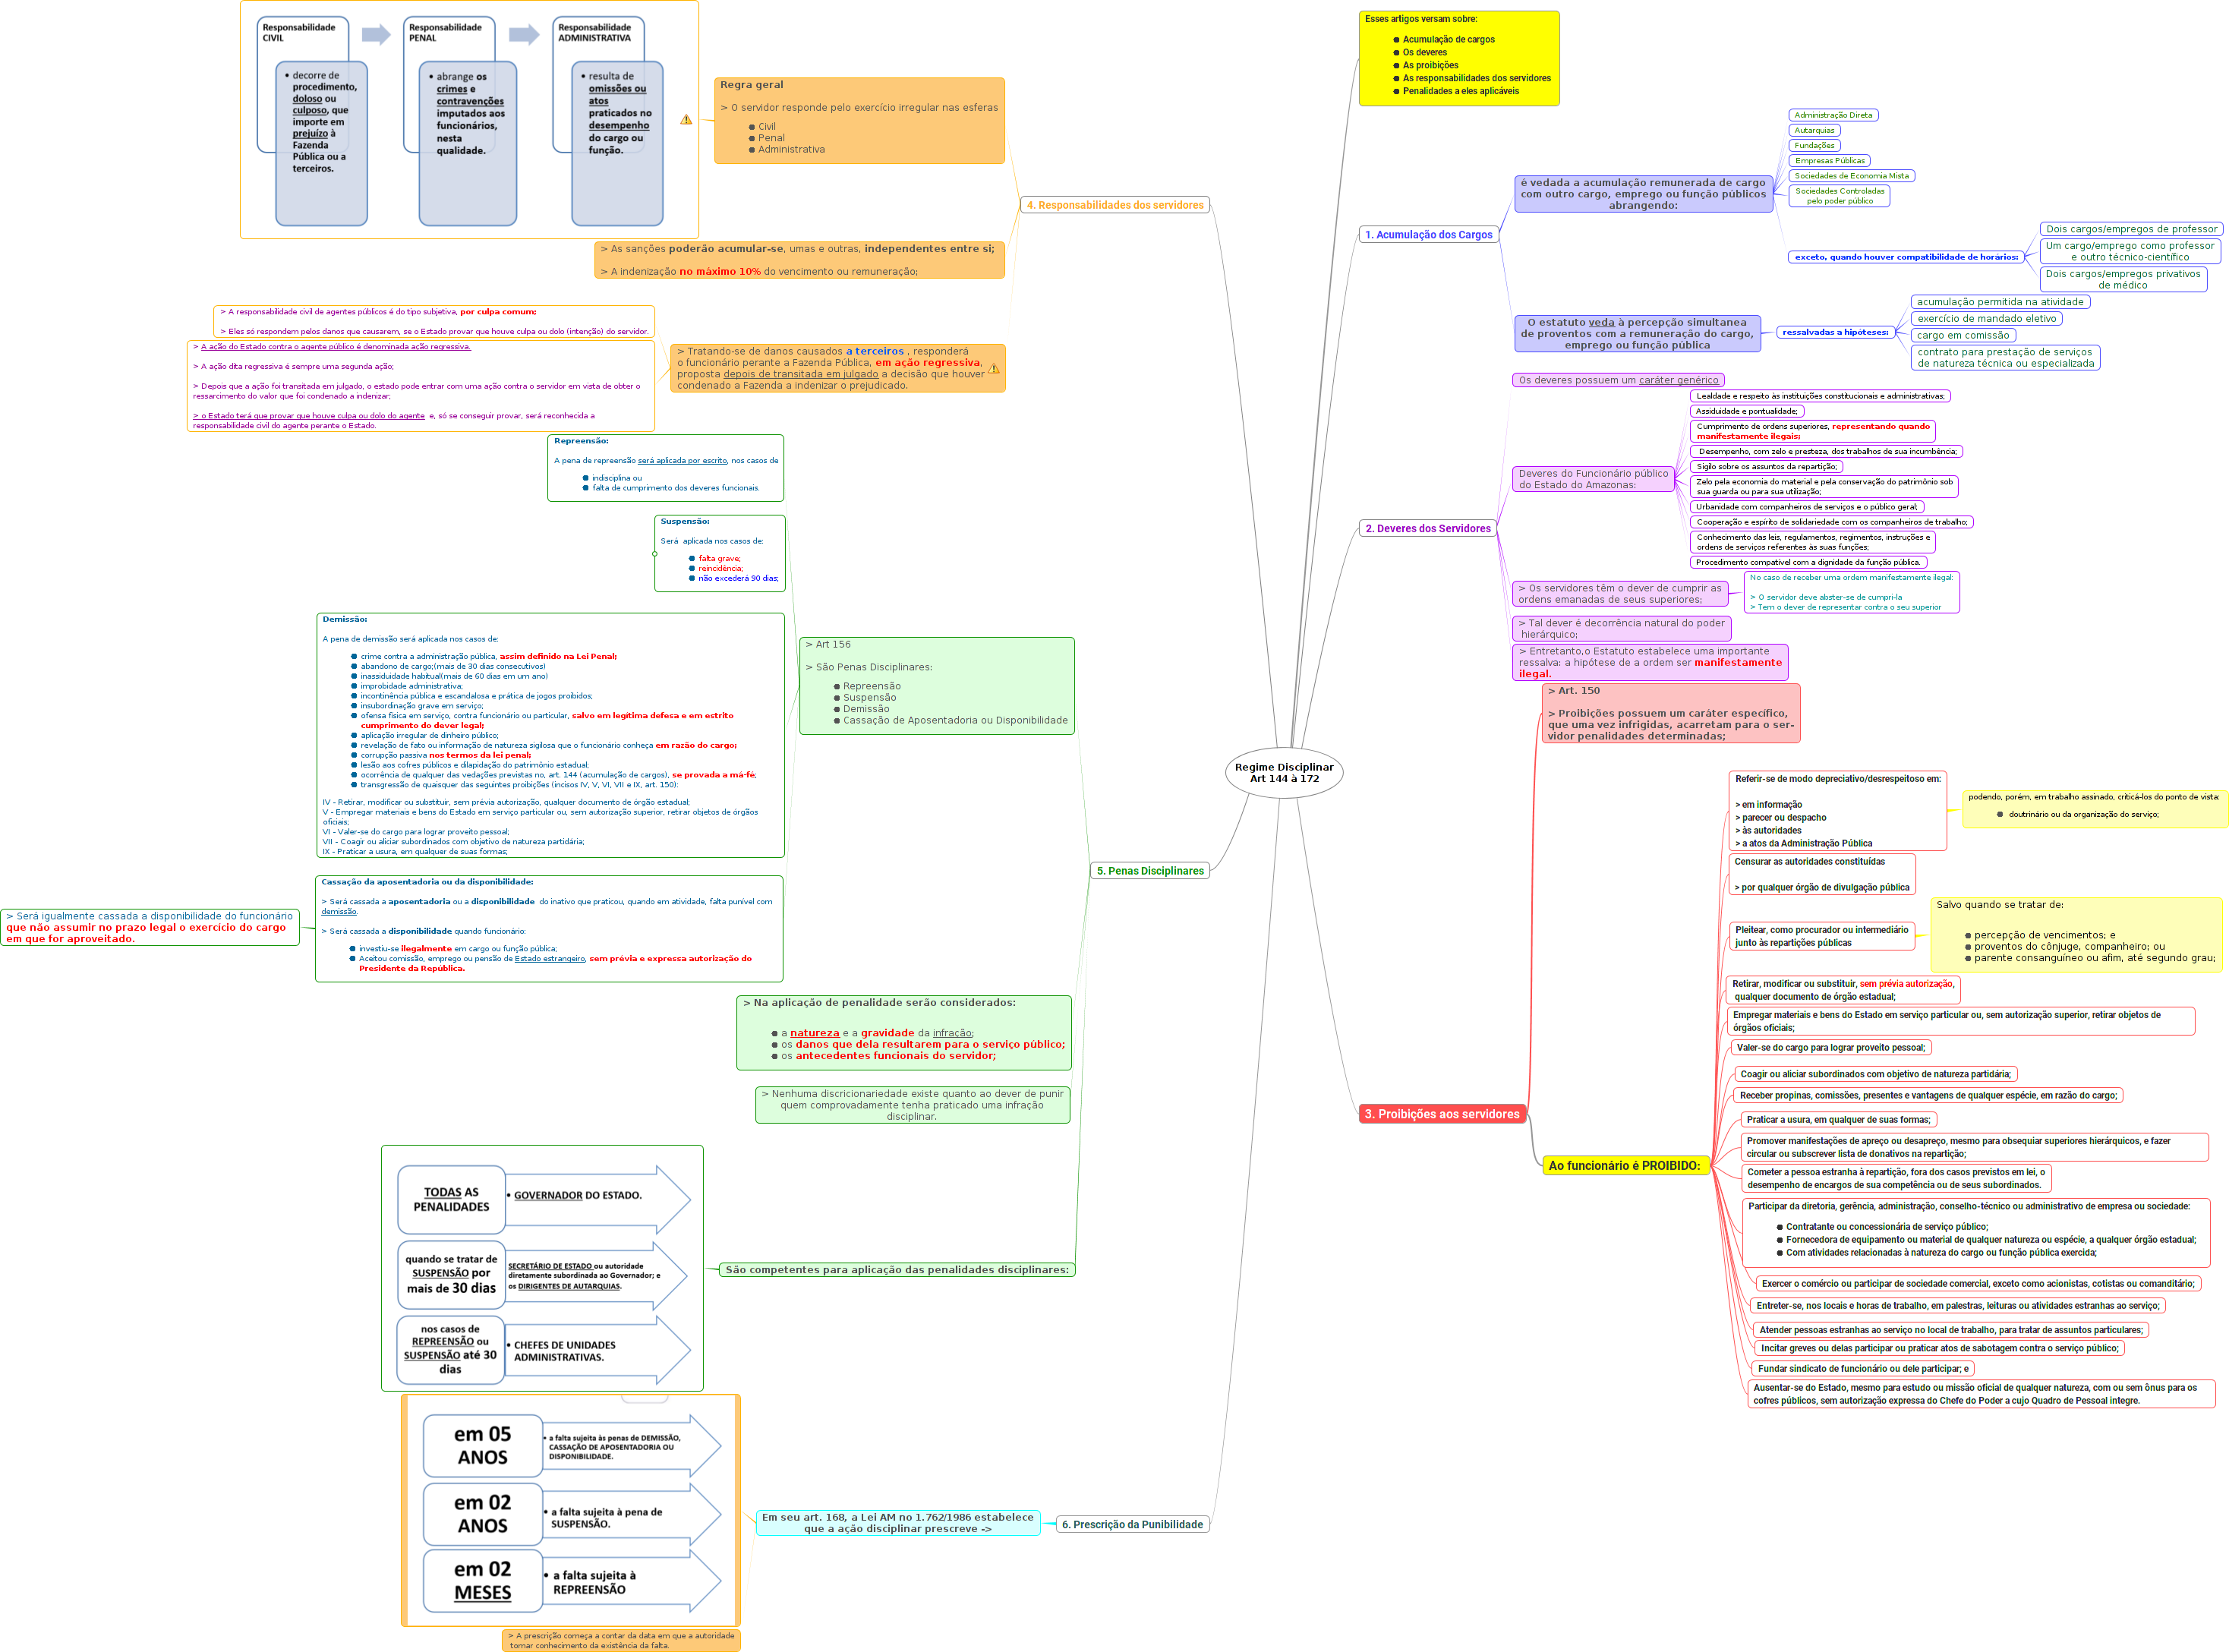 Regime Disciplinar
Art 144 à 172
Esses artigos versam sobre:
Acumulação de cargos
Os deveres
As proibições
As responsabilidades dos servidores
Penalidades a eles aplicáveis
1. Acumulação dos Cargos
é vedada a acumulação remunerada de cargo
com outro cargo, emprego ou função públicos
abrangendo:
Administração Direta
Autarquias
Fundações
Empresas Públicas
Sociedades de Economia Mista
Sociedades Controladas
pelo poder público
exceto, quando houver compatibilidade de horários:
Dois cargos/empregos de professor
Um cargo/emprego como professor
e outro técnico-científico
Dois cargos/empregos privativos
de médico
O estatuto veda à percepção simultanea
de proventos com a remuneração do cargo,
emprego ou função pública
ressalvadas a hipóteses:
acumulação permitida na atividade
exercício de mandado eletivo
cargo em comissão
contrato para prestação de serviços
de natureza técnica ou especializada
2. Deveres dos Servidores
Os deveres possuem um caráter genérico
Deveres do Funcionário público
do Estado do Amazonas:
Lealdade e respeito às instituições constitucionais e administrativas;
Assiduidade e pontualidade;
Cumprimento de ordens superiores, representando quando
manifestamente ilegais;
Desempenho, com zelo e presteza, dos trabalhos de sua incumbência;
Sigilo sobre os assuntos da repartição;
Zelo pela economia do material e pela conservação do patrimônio sob
sua guarda ou para sua utilização;
Urbanidade com companheiros de serviços e o público geral;
Cooperação e espírito de solidariedade com os companheiros de trabalho;
Conhecimento das leis, regulamentos, regimentos, instruções e
ordens de serviços referentes às suas funções;
Procedimento compatível com a dignidade da função pública.
> Os servidores têm o dever de cumprir as
ordens emanadas de seus superiores;
No caso de receber uma ordem manifestamente ilegal:
> O servidor deve abster-se de cumpri-la
> Tem o dever de representar contra o seu superior
> Tal dever é decorrência natural do poder
hierárquico;
> Entretanto,o Estatuto estabelece uma importante
ressalva: a hipótese de a ordem ser manifestamente
ilegal.
3. Proibições aos servidores
> Art. 150
> Proibições possuem um caráter específico,
que uma vez infrigidas, acarretam para o ser-
vidor penalidades determinadas;
Ao funcionário é PROIBIDO:
Referir-se de modo depreciativo/desrespeitoso em:
> em informação
> parecer ou despacho
> às autoridades
> a atos da Administração Pública
podendo, porém, em trabalho assinado, criticá-los do ponto de vista:
doutrinário ou da organização do serviço;
Censurar as autoridades constituídas
> por qualquer órgão de divulgação pública
Pleitear, como procurador ou intermediário
junto às repartições públicas
Salvo quando se tratar de:
percepção de vencimentos; e
proventos do cônjuge, companheiro; ou
parente consanguíneo ou afim, até segundo grau;
Retirar, modificar ou substituir, sem prévia autorização,
qualquer documento de órgão estadual;
Empregar materiais e bens do Estado em serviço particular ou, sem autorização superior, retirar objetos de
órgãos oficiais;
Valer-se do cargo para lograr proveito pessoal;
Coagir ou aliciar subordinados com objetivo de natureza partidária;
Receber propinas, comissões, presentes e vantagens de qualquer espécie, em razão do cargo;
Praticar a usura, em qualquer de suas formas;
Promover manifestações de apreço ou desapreço, mesmo para obsequiar superiores hierárquicos, e fazer
circular ou subscrever lista de donativos na repartição;
Cometer a pessoa estranha à repartição, fora dos casos previstos em lei, o
desempenho de encargos de sua competência ou de seus subordinados.
Participar da diretoria, gerência, administração, conselho-técnico ou administrativo de empresa ou sociedade:
Contratante ou concessionária de serviço público;
Fornecedora de equipamento ou material de qualquer natureza ou espécie, a qualquer órgão estadual;
Com atividades relacionadas à natureza do cargo ou função pública exercida;
Exercer o comércio ou participar de sociedade comercial, exceto como acionistas, cotistas ou comanditário;
Entreter-se, nos locais e horas de trabalho, em palestras, leituras ou atividades estranhas ao serviço;
Atender pessoas estranhas ao serviço no local de trabalho, para tratar de assuntos particulares;
Incitar greves ou delas participar ou praticar atos de sabotagem contra o serviço público;
Fundar sindicato de funcionário ou dele participar; e
Ausentar-se do Estado, mesmo para estudo ou missão oficial de qualquer natureza, com ou sem ônus para os
cofres públicos, sem autorização expressa do Chefe do Poder a cujo Quadro de Pessoal integre.
4. Responsabilidades dos servidores
Regra geral
> O servidor responde pelo exercício irregular nas esferas
Civil
Penal
Administrativa
Responsabilidade
CIVIL
decorre de
procedimento,
doloso ou
culposo, que
importe em
prejuízo à
Fazenda
Pública ou a
terceiros.
Responsabilidade
PENAL
abrange os
crimes e
contravenções
imputados aos
funcionários,
nesta
qualidade.
Responsabilidade
ADMINISTRATIVA
resulta de
omissões ou
atos
praticados no
desempenho
do cargo ou
função.
> As sanções poderão acumular-se, umas e outras, independentes entre si;
> A indenização no máximo 10% do vencimento ou remuneração;
> Tratando-se de danos causados a terceiros , responderá
o funcionário perante a Fazenda Pública, em ação regressiva,
proposta depois de transitada em julgado a decisão que houver
condenado a Fazenda a indenizar o prejudicado.
> A responsabilidade civil de agentes públicos é do tipo subjetiva, por culpa comum;
> Eles só respondem pelos danos que causarem, se o Estado provar que houve culpa ou dolo (intenção) do servidor.
> A ação do Estado contra o agente público é denominada ação regressiva.
> A ação dita regressiva é sempre uma segunda ação;
> Depois que a ação foi transitada em julgado, o estado pode entrar com uma ação contra o servidor em vista de obter o
ressarcimento do valor que foi condenado a indenizar;
> o Estado terá que provar que houve culpa ou dolo do agente e, só se conseguir provar, será reconhecida a
responsabilidade civil do agente perante o Estado.
5. Penas Disciplinares
> Art 156
> São Penas Disciplinares:
Repreensão
Suspensão
Demissão
Cassação de Aposentadoria ou Disponibilidade
Repreensão:
A pena de repreensão será aplicada por escrito, nos casos de
indisciplina ou
falta de cumprimento dos deveres funcionais.
Suspensão:
Será aplicada nos casos de:
falta grave;
reincidência;
não excederá 90 dias;
Demissão:
A pena de demissão será aplicada nos casos de:
crime contra a administração pública, assim definido na Lei Penal;
abandono de cargo;(mais de 30 dias consecutivos)
inassiduidade habitual(mais de 60 dias em um ano)
improbidade administrativa;
incontinência pública e escandalosa e prática de jogos proibidos;
insubordinação grave em serviço;
ofensa física em serviço, contra funcionário ou particular, salvo em legítima defesa e em estrito
cumprimento do dever legal;
aplicação irregular de dinheiro público;
revelação de fato ou informação de natureza sigilosa que o funcionário conheça em razão do cargo;
corrupção passiva nos termos da lei penal;
lesão aos cofres públicos e dilapidação do patrimônio estadual;
ocorrência de qualquer das vedações previstas no, art. 144 (acumulação de cargos), se provada a má-fé;
transgressão de quaisquer das seguintes proibições (incisos IV, V, VI, VII e IX, art. 150):
IV - Retirar, modificar ou substituir, sem prévia autorização, qualquer documento de órgão estadual;
V - Empregar materiais e bens do Estado em serviço particular ou, sem autorização superior, retirar objetos de órgãos
oficiais;
VI - Valer-se do cargo para lograr proveito pessoal;
VII - Coagir ou aliciar subordinados com objetivo de natureza partidária;
IX - Praticar a usura, em qualquer de suas formas;
Cassação da aposentadoria ou da disponibilidade:
> Será cassada a aposentadoria ou a disponibilidade do inativo que praticou, quando em atividade, falta punível com
demissão.
> Será cassada a disponibilidade quando funcionário:
investiu-se ilegalmente em cargo ou função pública;
Aceitou comissão, emprego ou pensão de Estado estrangeiro, sem prévia e expressa autorização do
Presidente da República.
> Será igualmente cassada a disponibilidade do funcionário
que não assumir no prazo legal o exercício do cargo
em que for aproveitado.
> Na aplicação de penalidade serão considerados:
a natureza e a gravidade da infração;
os danos que dela resultarem para o serviço público;
os antecedentes funcionais do servidor;
> Nenhuma discricionariedade existe quanto ao dever de punir
quem comprovadamente tenha praticado uma infração
disciplinar.
São competentes para aplicação das penalidades disciplinares:
TODAS AS
PENALIDADES
GOVERNADOR DO ESTADO.
quando se tratar de
SUSPENSÃO por
mais de 30 dias
SECRETÁRIO DE ESTADO ou autoridade
diretamente subordinada ao Governador; e
os DIRIGENTES DE AUTARQUIAS.
nos casos de
REPREENSÃO ou
SUSPENSÃO até 30
dias
CHEFES DE UNIDADES
ADMINISTRATIVAS.
6. Prescrição da Punibilidade
Em seu art. 168, a Lei AM no 1.762/1986 estabelece
que a ação disciplinar prescreve ->
em 05
ANOS
a falta sujeita às penas de DEMISSÃO,
CASSAÇÃO DE APOSENTADORIA OU
DISPONIBILIDADE.
em 02
ANOS
a falta sujeita à pena de
SUSPENSÃO.
em 02
MESES
a falta sujeita à
REPREENSÃO
> A prescrição começa a contar da data em que a autoridade
tomar conhecimento da existência da falta.